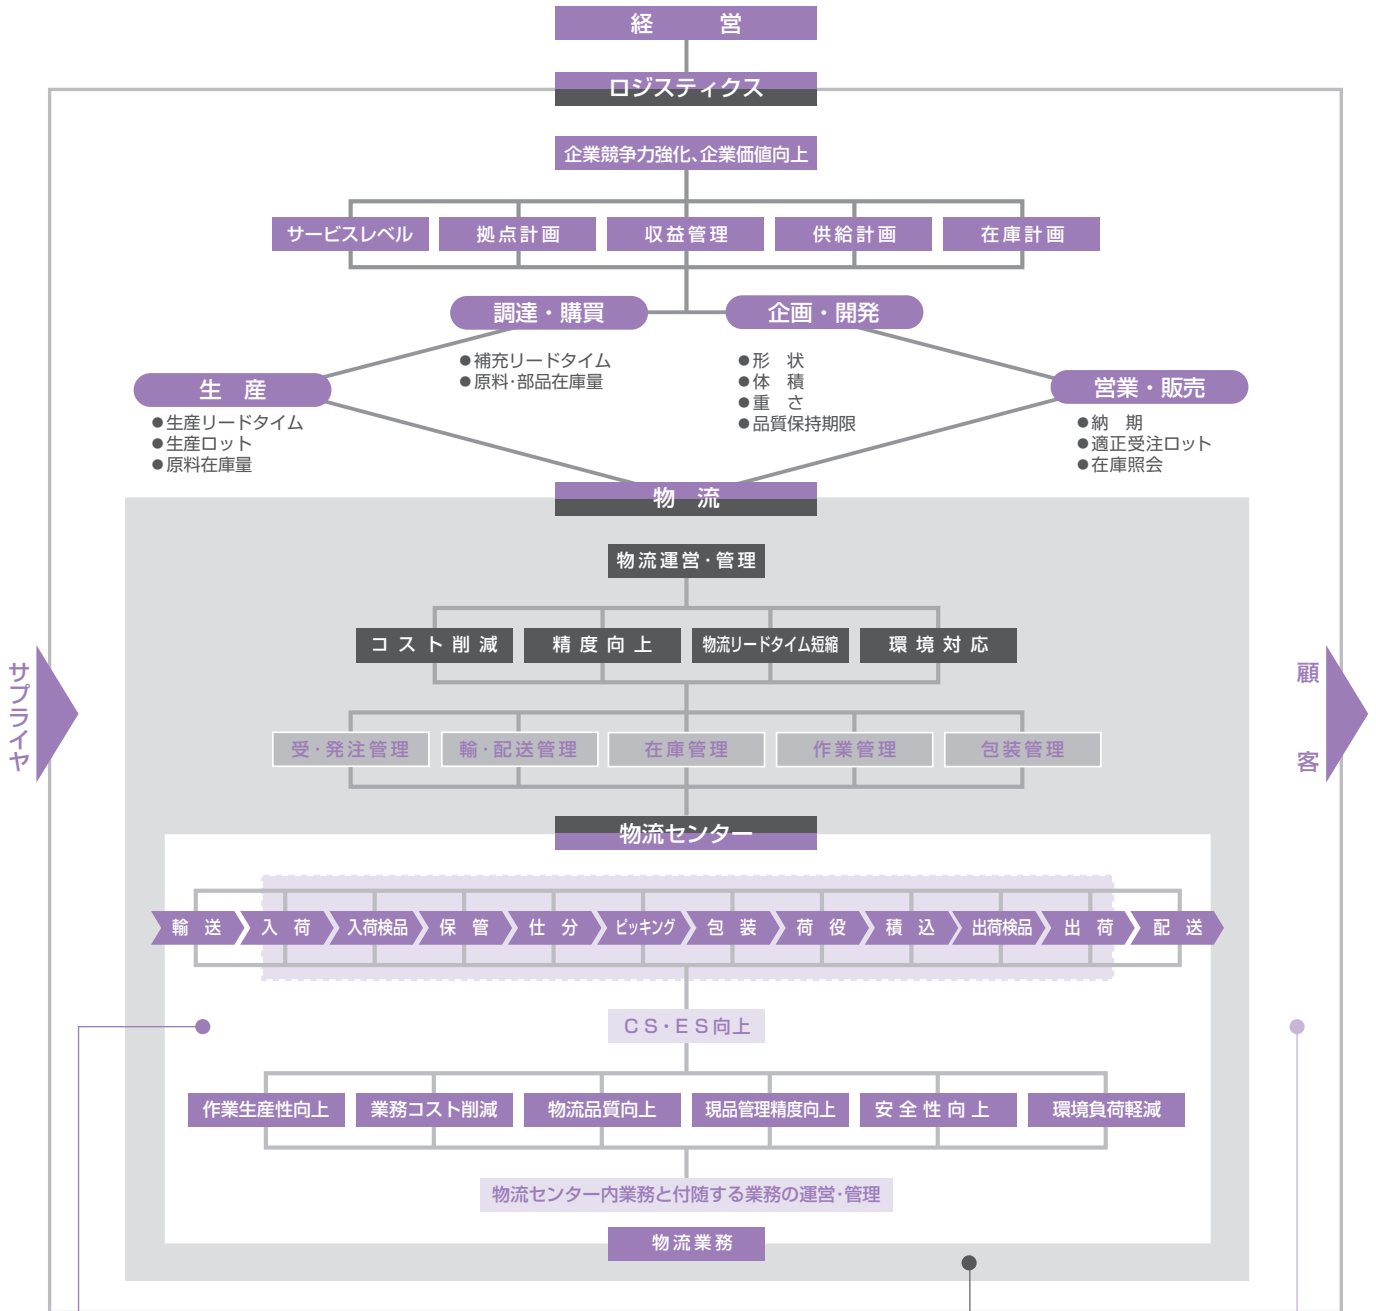 経　営
ロジスティクス
企業競争力強化、企業価値向上
サービスレベル
拠点計画
収益管理
供給計画
在庫計画
調達・購買
●補充リードタイム
●原料・部品在庫量
企画・開発
●形　状
●体　積
●重　さ
●品質保持期限
生　産
●生産リードタイム
●生産ロット
●原料在庫量
営業・販売
●納　期
●適正受注ロット
●在庫照会
物　流
物流運営・管理
コスト削減
精度向上
物流リードタイム短縮
環境対応
サプライヤ
顧　客
受・発注管理
輸・配送管理
在庫管理
作業管理
包装管理
物流センター
輸　送
入　荷
入荷検品
保　管
仕　分
ピッキング
包　装
荷　役
積　込
出荷検品
出　荷
配　送
CS・ES向上
作業生産性向上
業務コスト削減
物流品質向上
現品管理精度向上
安全性向上
環境負荷軽減
物流センター内業務と付随する業務の運営・管理
物流業務